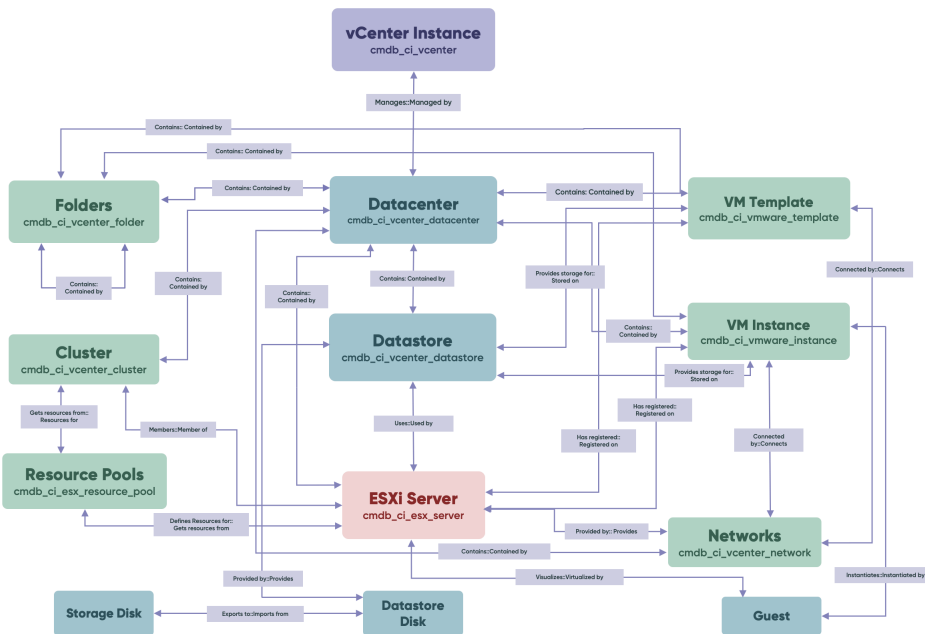 vCenter Instance
cmdb_ci_vcenter
Manages::Managed by
Contains:: Contained by
Contains:: Contained by
Folders
cmdb_ci_vcenter_folder
Contains: Contained by
Datacenter
cmdb_ci_vcenter_datacenter
Contains: Contained by
VM Template
cmdb_ci_vmware_template
Contains::
Contained by
Contains:
Contained by
Contains::
Contained by
Contains: Contained by
Provides storage for::
Stored on
Connected by::Connects
Cluster
cmdb_ci_vcenter_cluster
Datastore
cmdb_ci_vcenter_datastore
Contains::
Contained by
VM Instance
cmdb_ci_vmware_instance
Provides storage for::
Stored on
Gets resources from::
Resources for
Members::Member of
Uses::Used by
Has registered::
Registered on
Has registered::
Registered on
Connected
by::Connects
Resource Pools
cmdb_ci_esx_resource_pool
ESXi Server
cmdb_ci_esx_server
Defines Resources for::
Gets resources from
Provided by:: Provides
Networks
cmdb_ci_vcenter_network
Contains::Contained by
Provided by::Provides
Visualizes::Virtualized by
Instantiates::Instantiated by
Storage Disk
Exports to::Imports from
Datastore
Disk
Guest